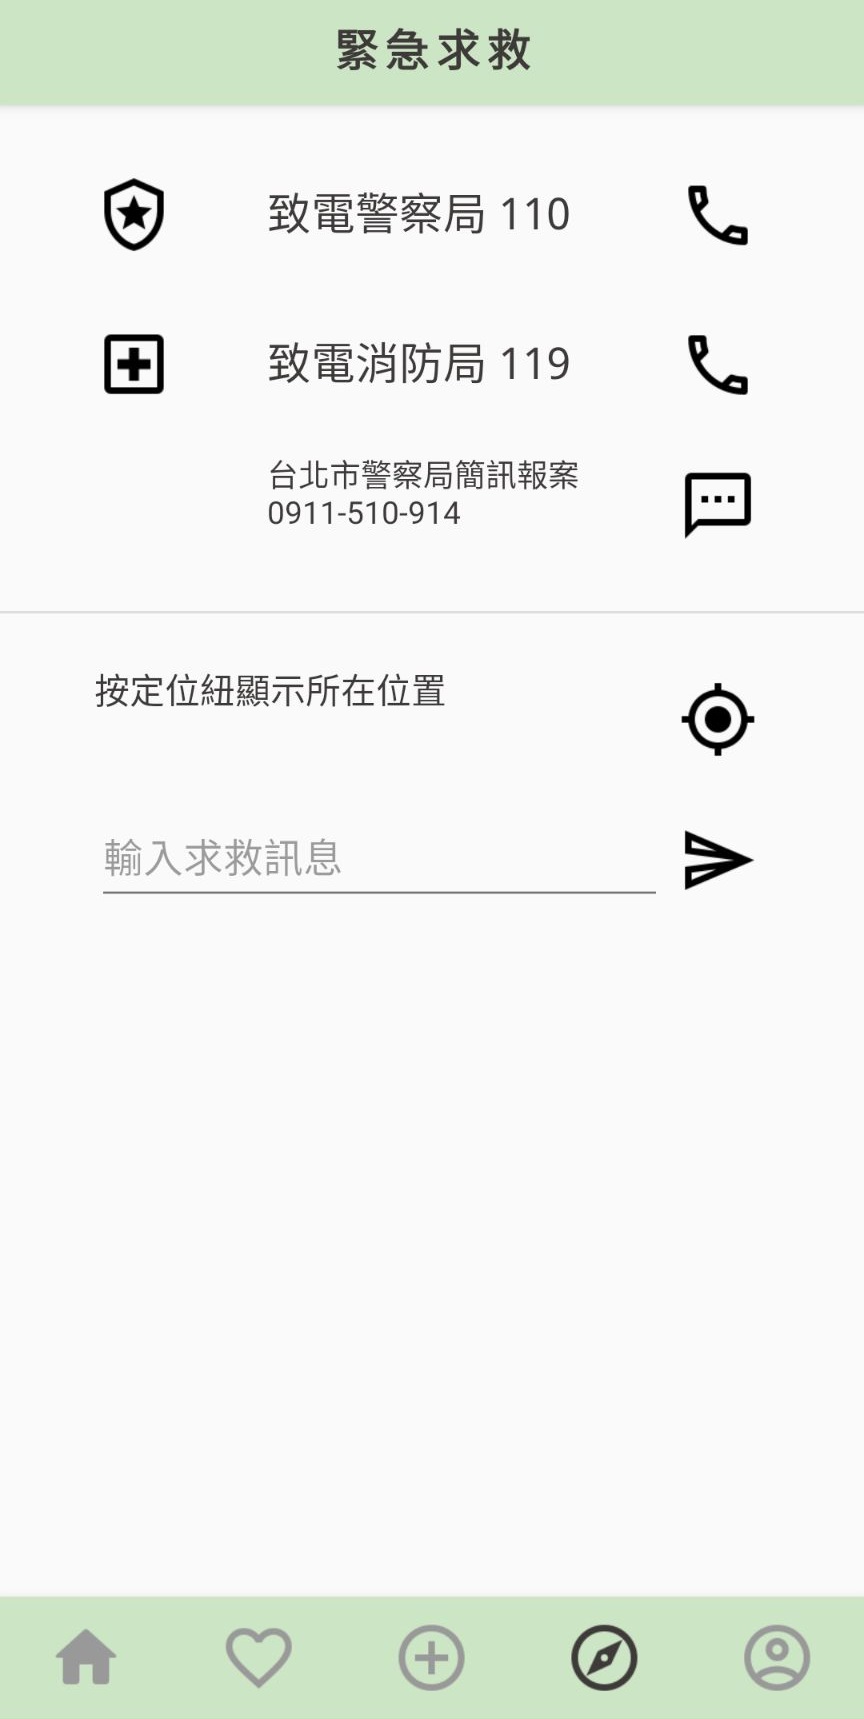 緊急求救
致電警察局 110
致電消防局 119
台北市警察局簡訊報案
0911-510-914
按定位紐顯示所在位置
輸入求救訊息